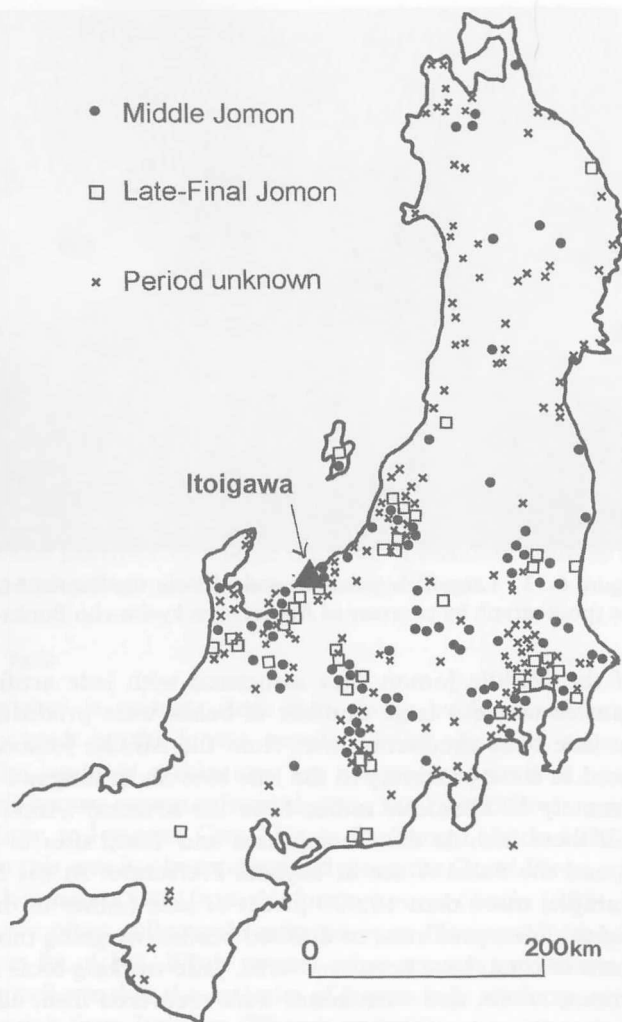 Middle Jomon
Late-Final Jomon
Period unknown
Itoigawa
0 200km